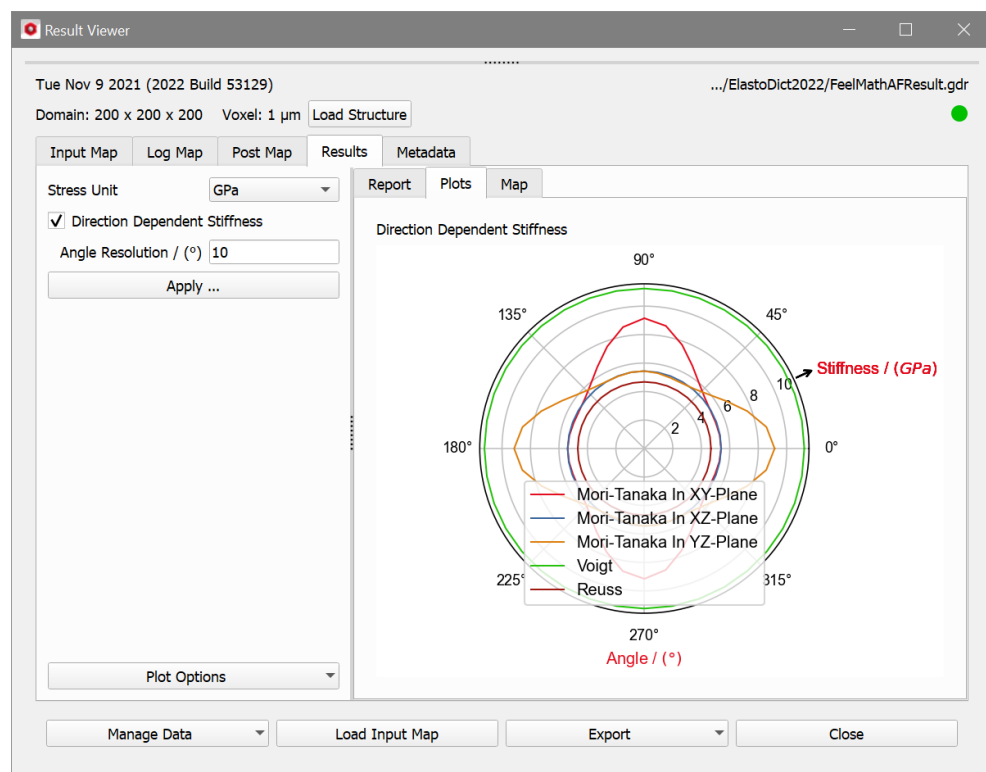 Result Viewer
Tue Nov 9 2021 (2022 Build 53129)
.../ElastoDict2022/FeelMathAFResult.gdr
Domain: 200 x 200 x 200 Voxel: 1 µm Load Structure
Input Map Log Map Post Map Results Metadata
Stress Unit GPa
Direction Dependent Stiffness
Angle Resolution / (°) 10
Apply ...
Plot Options
Report Plots Map
Direction Dependent Stiffness
90°
135° 45°
Stiffness / (GPa)
10
8
6
4
2
180° 0°
Mori-Tanaka In XY-Plane
Mori-Tanaka In XZ-Plane
Mori-Tanaka In YZ-Plane
Voigt
Reuss
225° 315°
270°
Angle / (°)
Manage Data Load Input Map Export Close